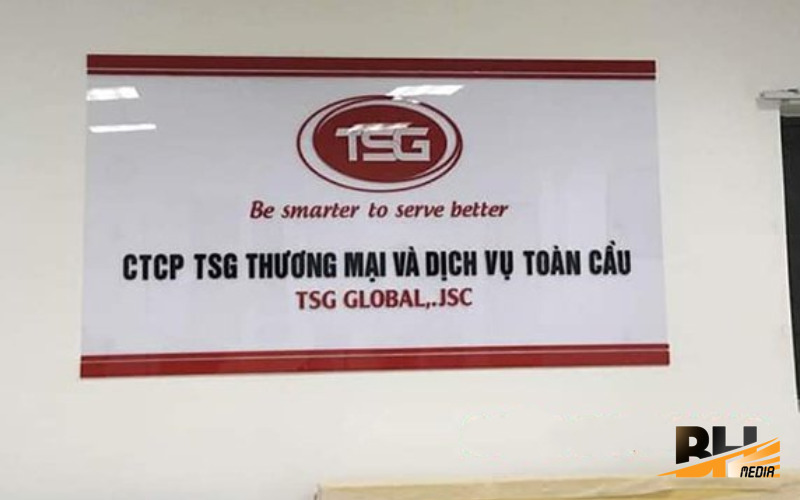 TSG
Be smarter to serve better
CTCP TSG THƯƠNG MẠI VÀ DỊCH VỤ TOÀN CẦU
TSG GLOBAL,.JSC
BH
MEDIA